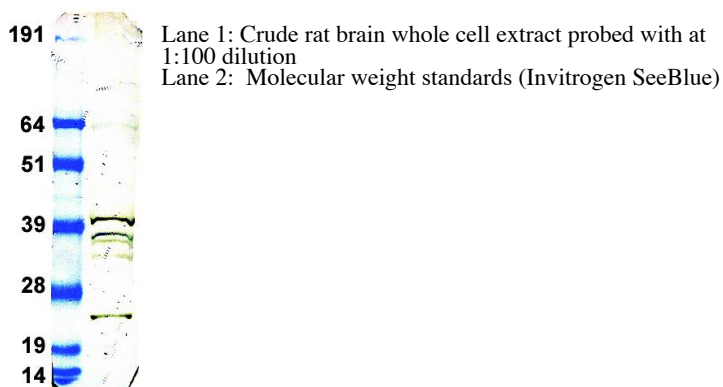 191
64
51
39
28
19
14
Lane 1: Crude rat brain whole cell extract probed with at
1:100 dilution
Lane 2:  Molecular weight standards (Invitrogen SeeBlue)